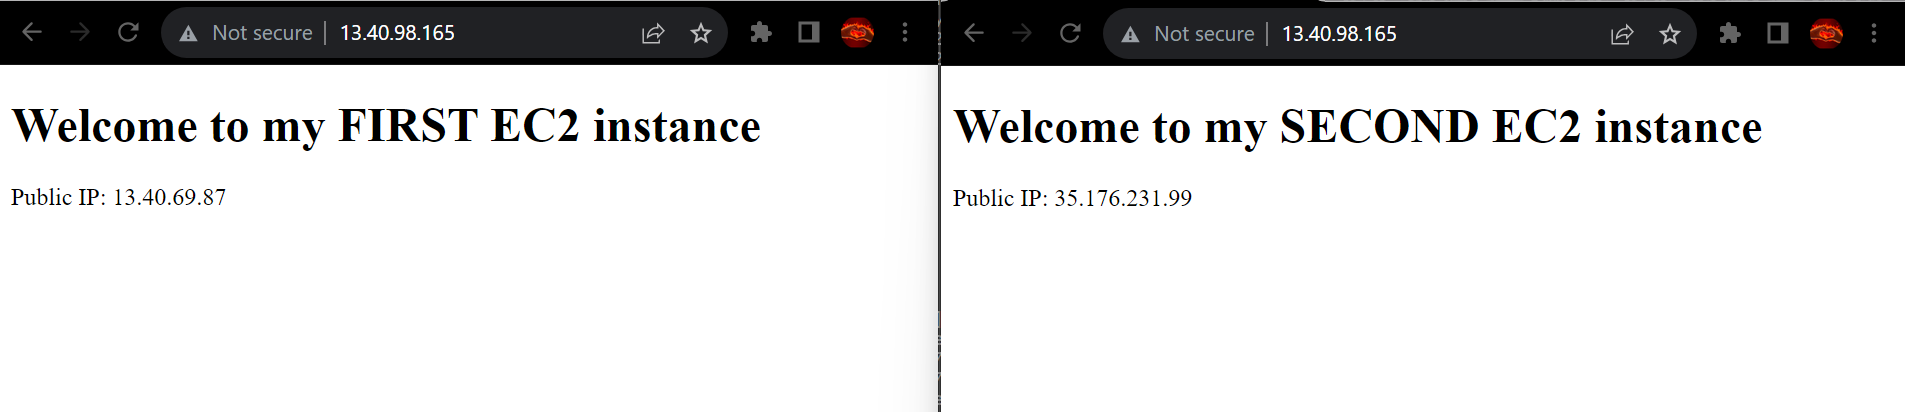 Not secure | 13.40.98.165
Welcome to my FIRST EC2 instance
Public IP: 13.40.69.87
Not secure | 13.40.98.165
Welcome to my SECOND EC2 instance
Public IP: 35.176.231.99